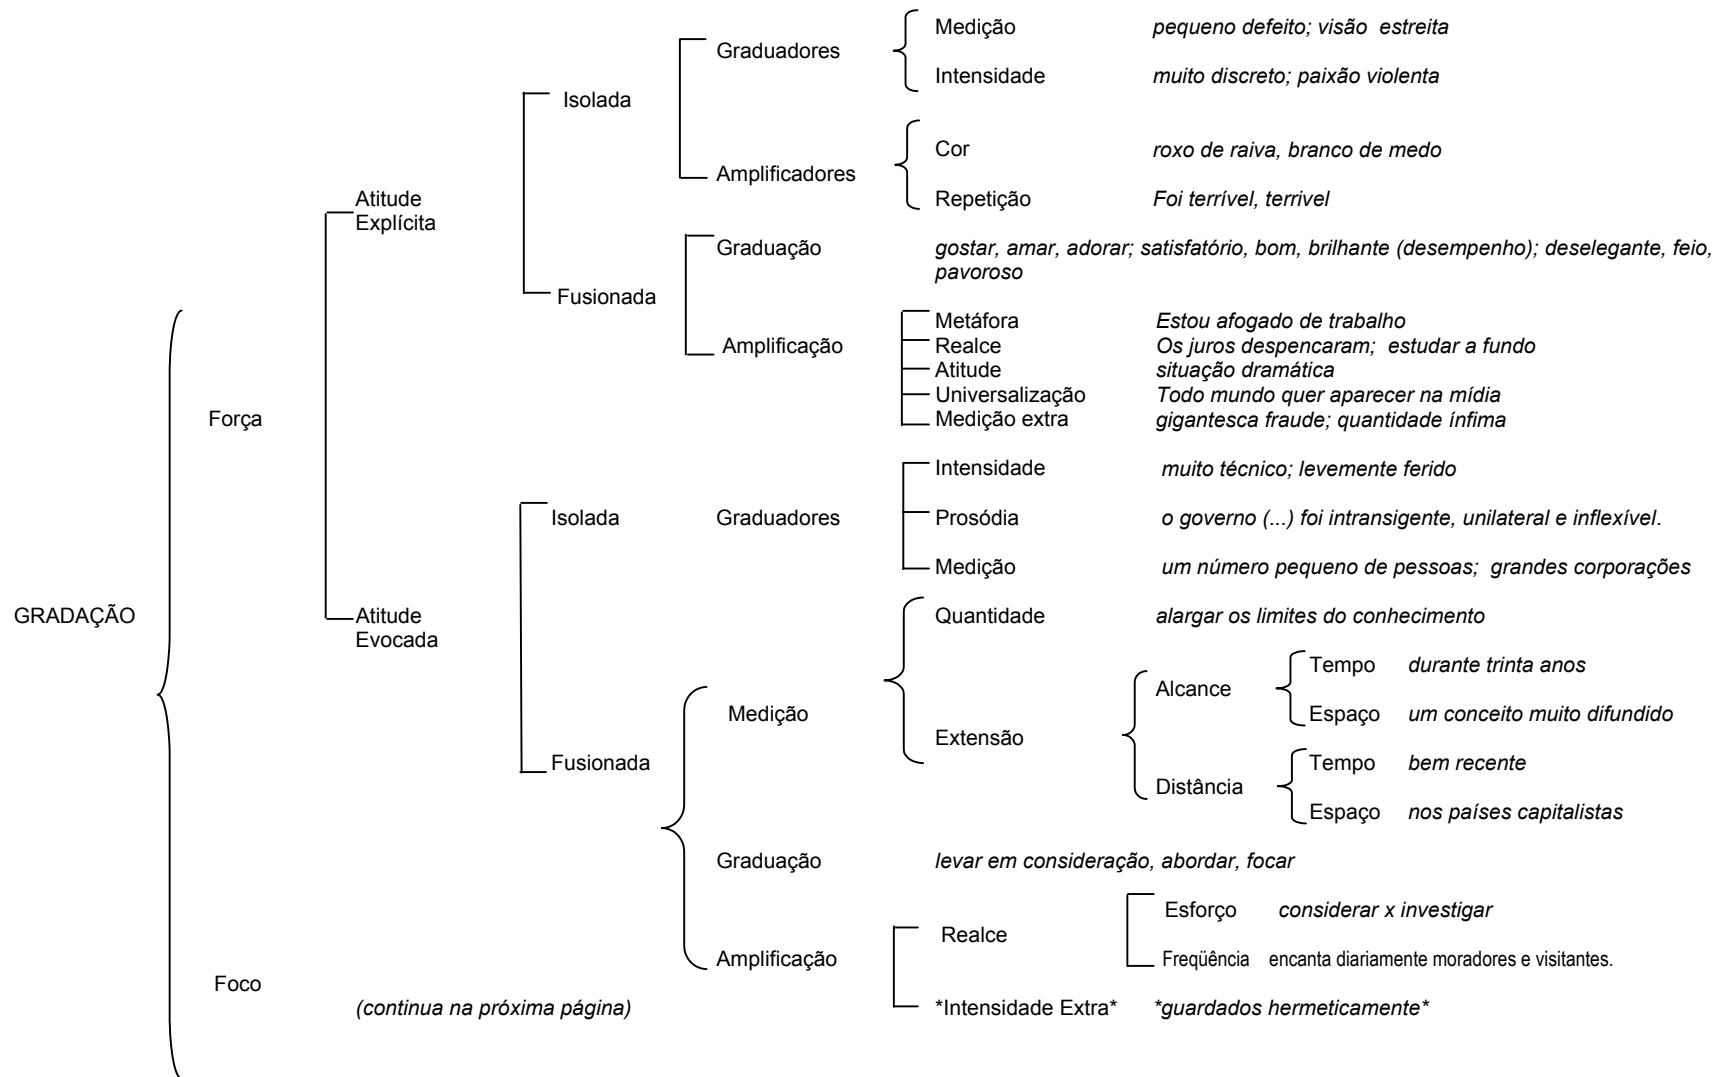 Medição pequeno defeito; visão estreita
Graduadores
Intensidade muito discreto; paixão violenta
Isolada
Cor roxo de raiva, branco de medo
Amplificadores
Repetição Foi terrível, terrivel
Atitude
Explícita
Graduação gostar, amar, adorar; satisfatório, bom, brilhante (desempenho); deselegante, feio,
pavoroso
Fusionada
Metáfora Estou afogado de trabalho
Amplificação Realce Os juros despencaram; estudar a fundo
Atitude situação dramática
Universalização Todo mundo quer aparecer na mídia
Medição extra gigantesca fraude; quantidade ínfima
Força
Intensidade muito técnico; levemente ferido
Isolada Graduadores Prosódia o governo (...) foi intransigente, unilateral e inflexível.
Medição um número pequeno de pessoas; grandes corporações
GRADAÇÃO
Atitude
Evocada
Quantidade alargar os limites do conhecimento
Tempo durante trinta anos
Alcance
Espaço um conceito muito difundido
Medição
Extensão
Fusionada
Tempo bem recente
Distância
Espaço nos países capitalistas
Graduação levar em consideração, abordar, focar
Esforço considerar x investigar
Realce
Amplificação
Freqüência encanta diariamente moradores e visitantes.
Foco
(continua na próxima página)
*Intensidade Extra* *guardados hermeticamente*